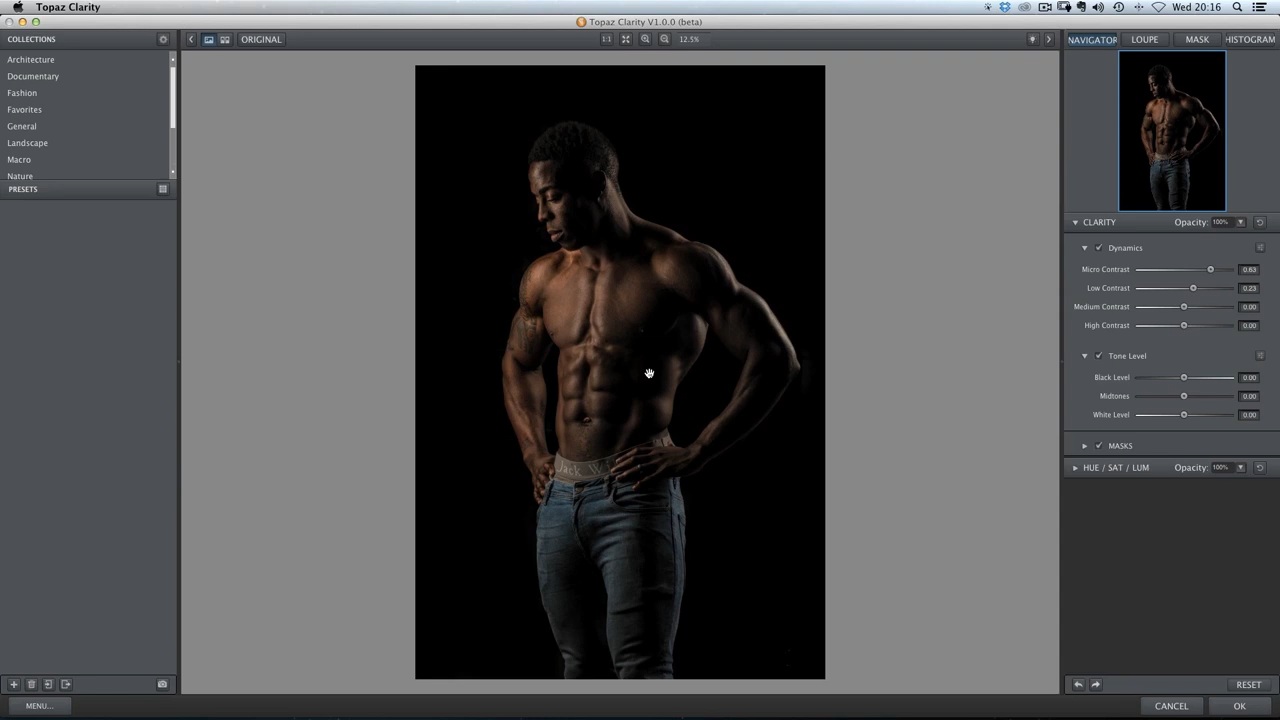 Topaz Clarity
Wed 20:16
Topaz Clarity V1.0.0 (beta)
COLLECTIONS
ORIGINAL
1:1
12.5%
NAVIGATOR
LOUPE
MASK
HISTOGRAM
Architecture
Documentary
Fashion
Favorites
General
Landscape
Macro
Nature
PRESETS
CLARITY
Opacity: 100%
Dynamics
Micro Contrast 0.63
Low Contrast 0.23
Medium Contrast 0.00
High Contrast 0.00
Tone Level
Black Level 0.00
Midtones 0.00
White Level 0.00
MASKS
HUE / SAT / LUM Opacity: 100%
Jack
RESET
MENU...
CANCEL
OK